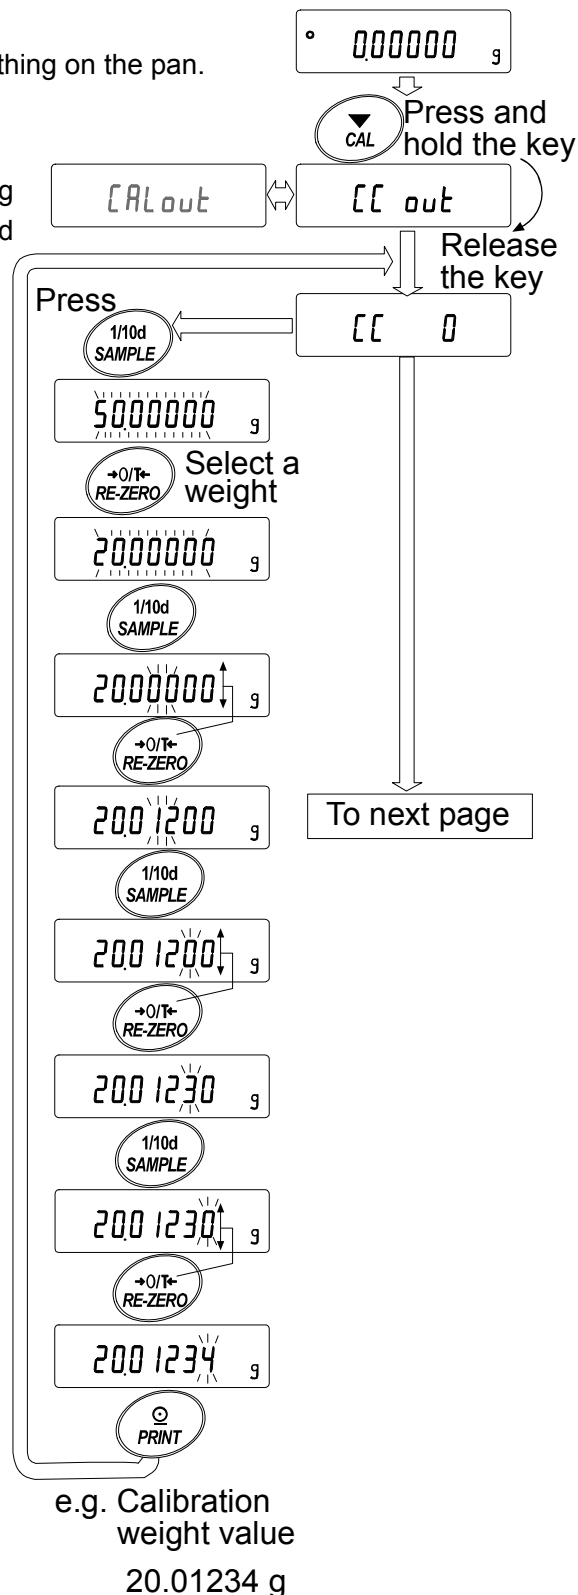 0.00000 g
thing on the pan.
CAL
Press and
hold the key
g
d
CAL out
CC out
Release
the key
CC 0
Press
1/10d
SAMPLE
50.00000 g
→0/T←
RE-ZERO
Select a
weight
20.00000 g
1/10d
SAMPLE
20.00000 g
→0/T←
RE-ZERO
20.01200 g
To next page
1/10d
SAMPLE
20.01200 g
→0/T←
RE-ZERO
20.01230 g
1/10d
SAMPLE
20.01230 g
→0/T←
RE-ZERO
20.01234 g
PRINT
e.g. Calibration
weight value
20.01234 g